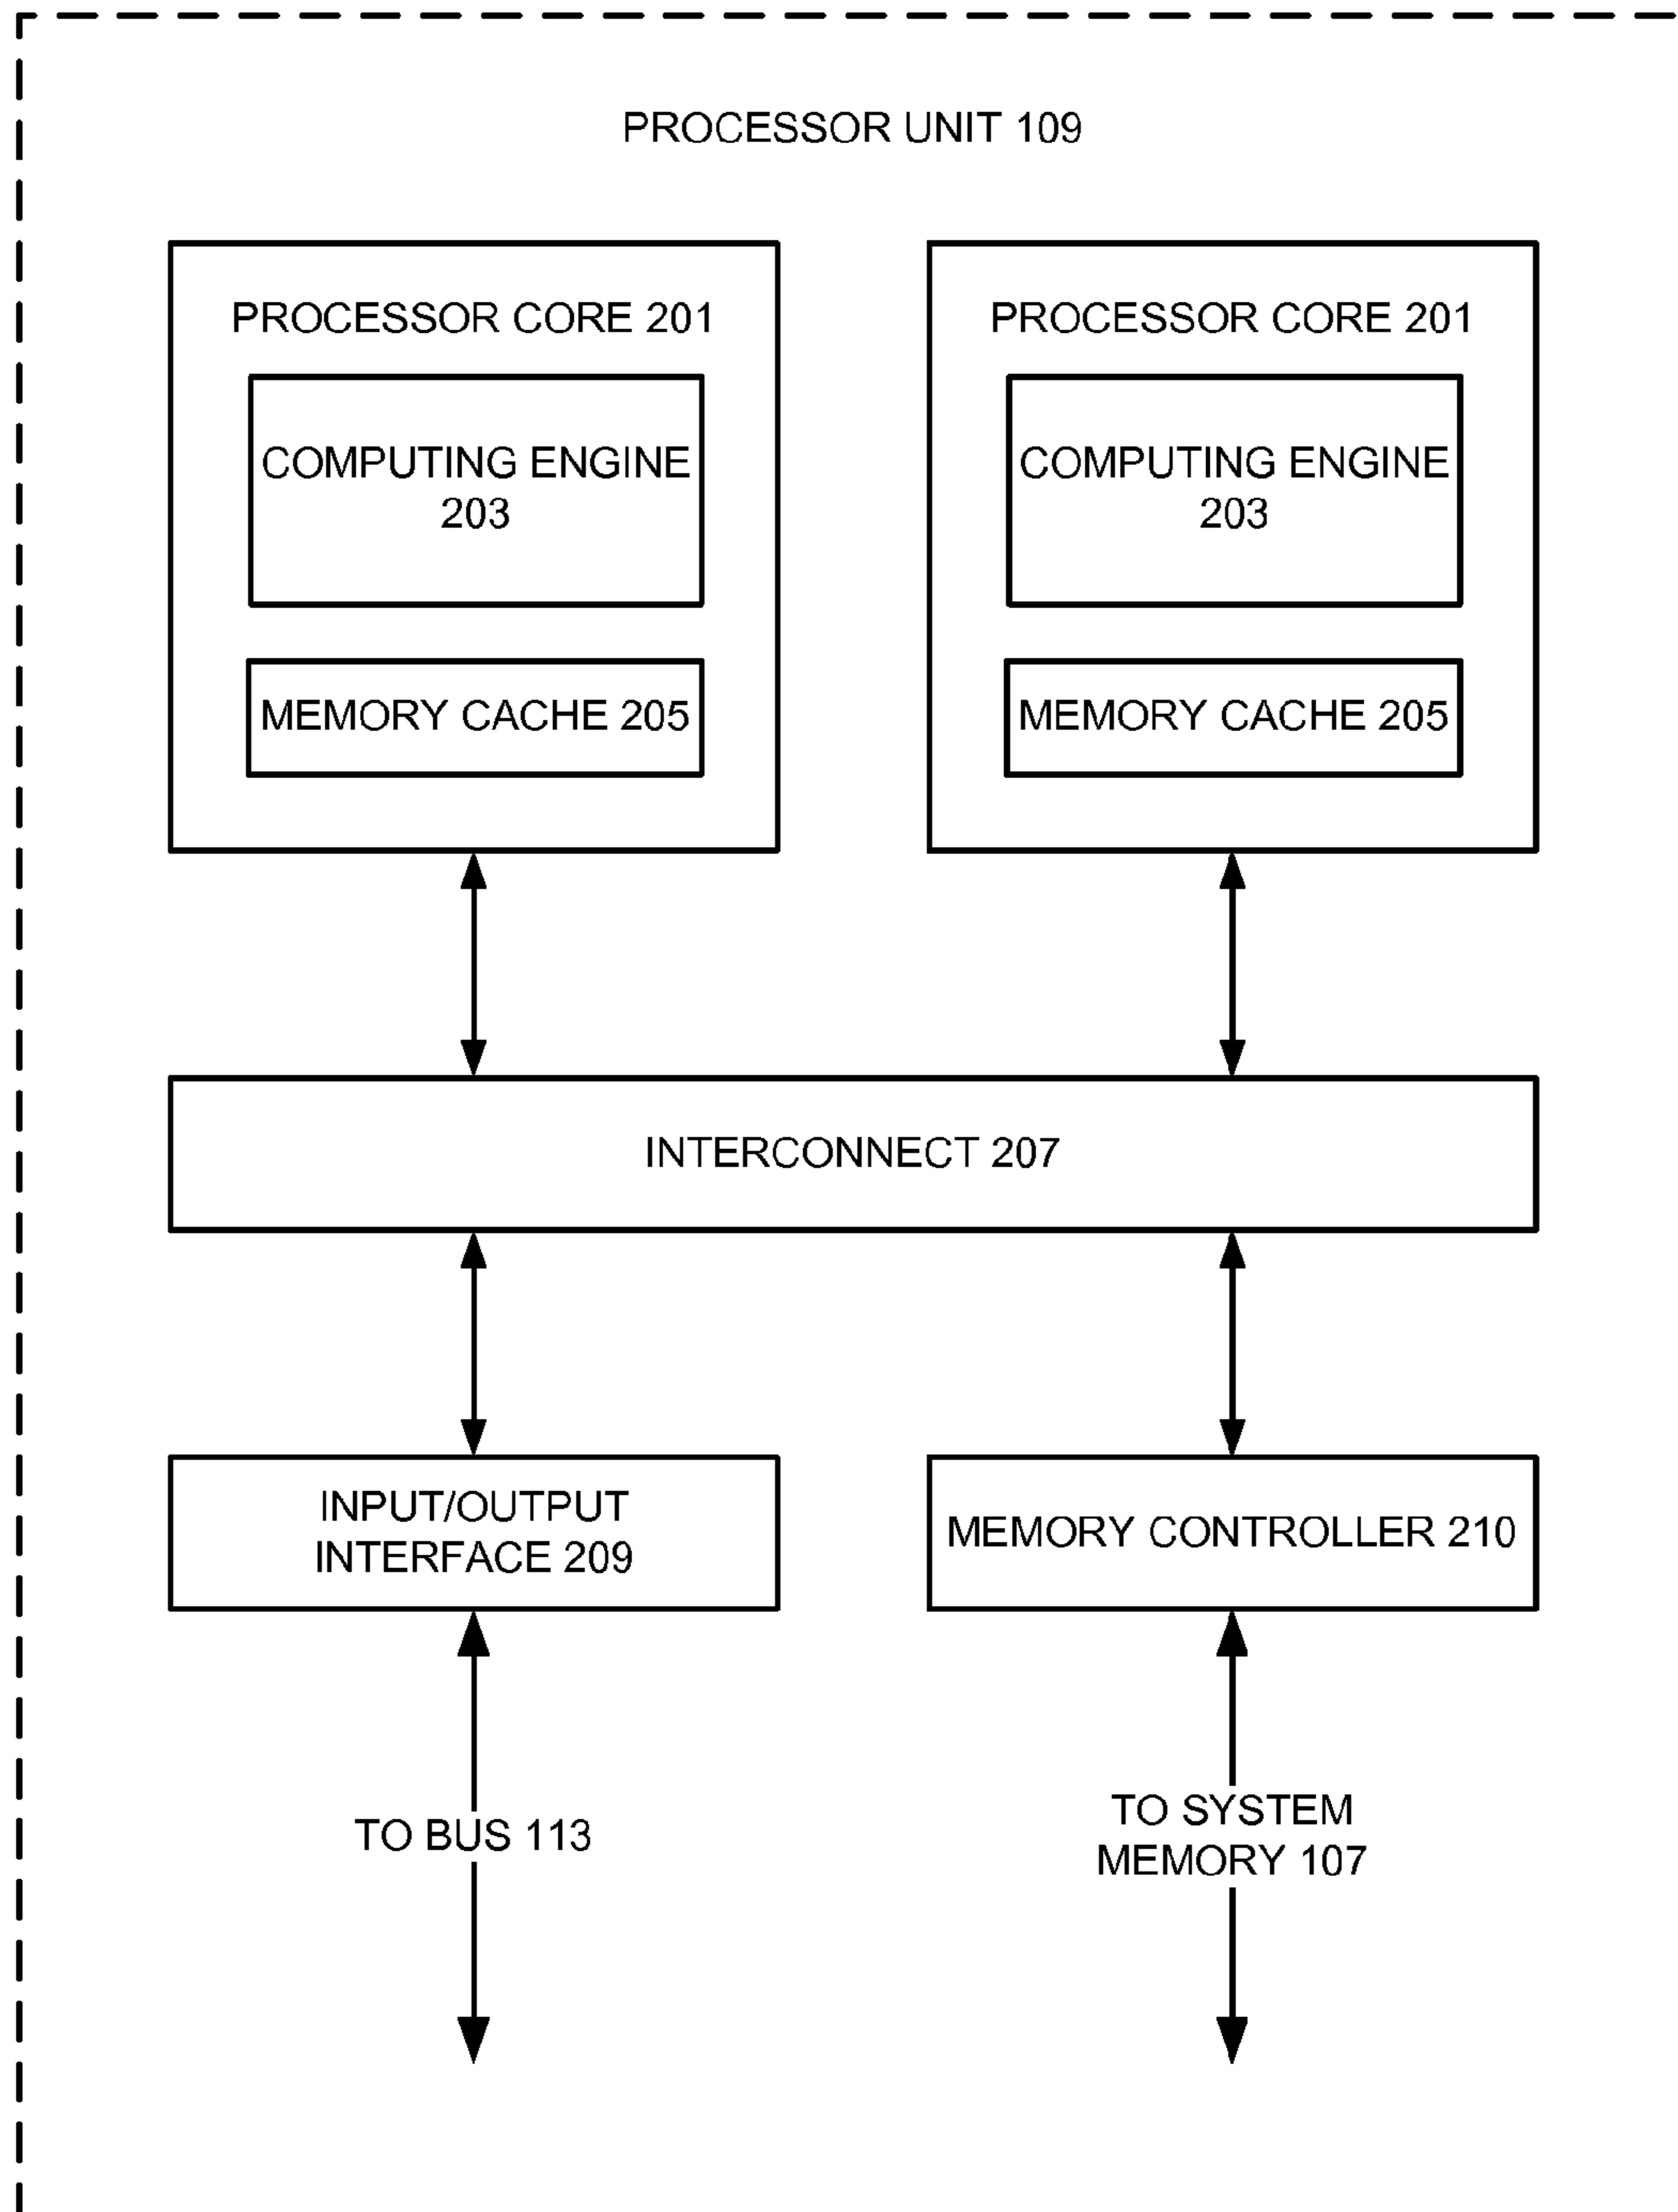 PROCESSOR UNIT 109
PROCESSOR CORE 201
COMPUTING ENGINE
203
MEMORY CACHE 205
PROCESSOR CORE 201
COMPUTING ENGINE
203
MEMORY CACHE 205
INTERCONNECT 207
INPUT/OUTPUT
INTERFACE 209
MEMORY CONTROLLER 210
TO BUS 113
TO SYSTEM
MEMORY 107